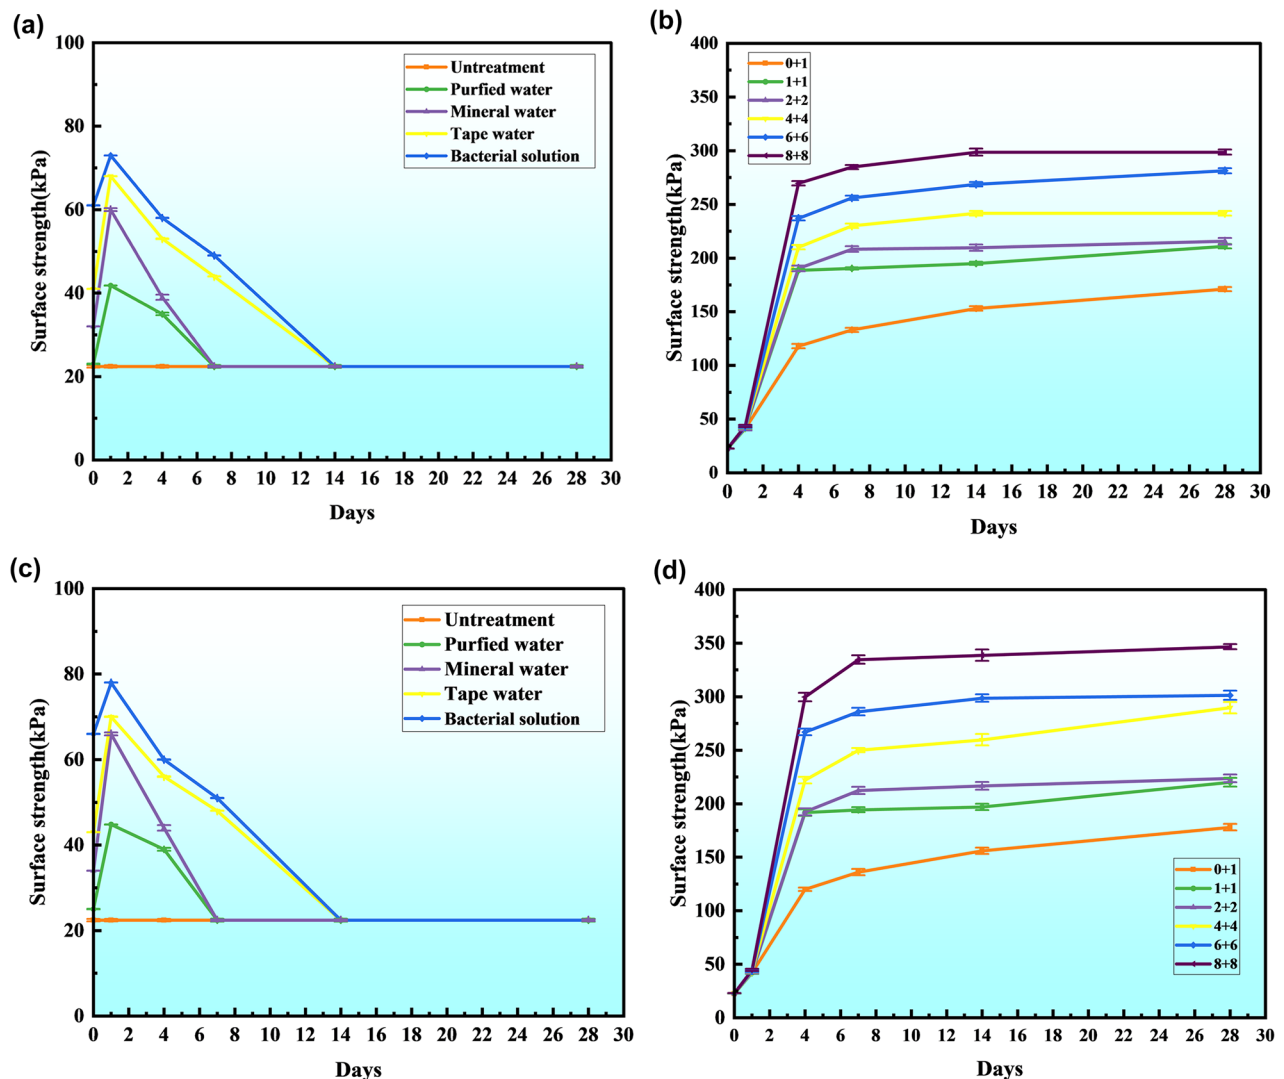 (a)
100
80
60
40
20
0
Surface strength(kPa)
Untreatment
Purfied water
Mineral water
Tape water
Bacterial solution
0 2 4 6 8 10 12 14 16 18 20 22 24 26 28 30
Days
(b)
400
350
300
250
200
150
100
50
0
Surface strength(kPa)
0+1
1+1
2+2
4+4
6+6
8+8
0 2 4 6 8 10 12 14 16 18 20 22 24 26 28 30
Days
(c)
100
80
60
40
20
0
Surface strength(kPa)
Untreatment
Purfied water
Mineral water
Tape water
Bacterial solution
0 2 4 6 8 10 12 14 16 18 20 22 24 26 28 30
Days
(d)
400
350
300
250
200
150
100
50
0
Surface strength(kPa)
0+1
1+1
2+2
4+4
6+6
8+8
0 2 4 6 8 10 12 14 16 18 20 22 24 26 28 30
Days